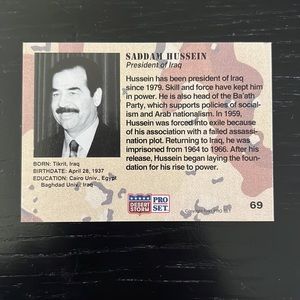 SADDAM HUSSEIN
President of Iraq
Hussein has been president of Iraq
since 1979. Skill and force have kept him
in power. He is also head of the Ba'ath
Party, which supports policies of social-
ism and Arab nationalism. In 1959,
Hussein was forced into exile because
of his association with a failed assassi-
nation plot. Returning to Iraq, he was
imprisoned from 1964 to 1966. After his
release, Hussein began laying the foun-
dation for his rise to power.
BORN: Tikrit, Iraq
BIRTHDATE: April 28, 1937
EDUCATION: Cairo Univ., Egypt
Baghdad Univ., Iraq
DESERT
STORM
PRO
SET
69